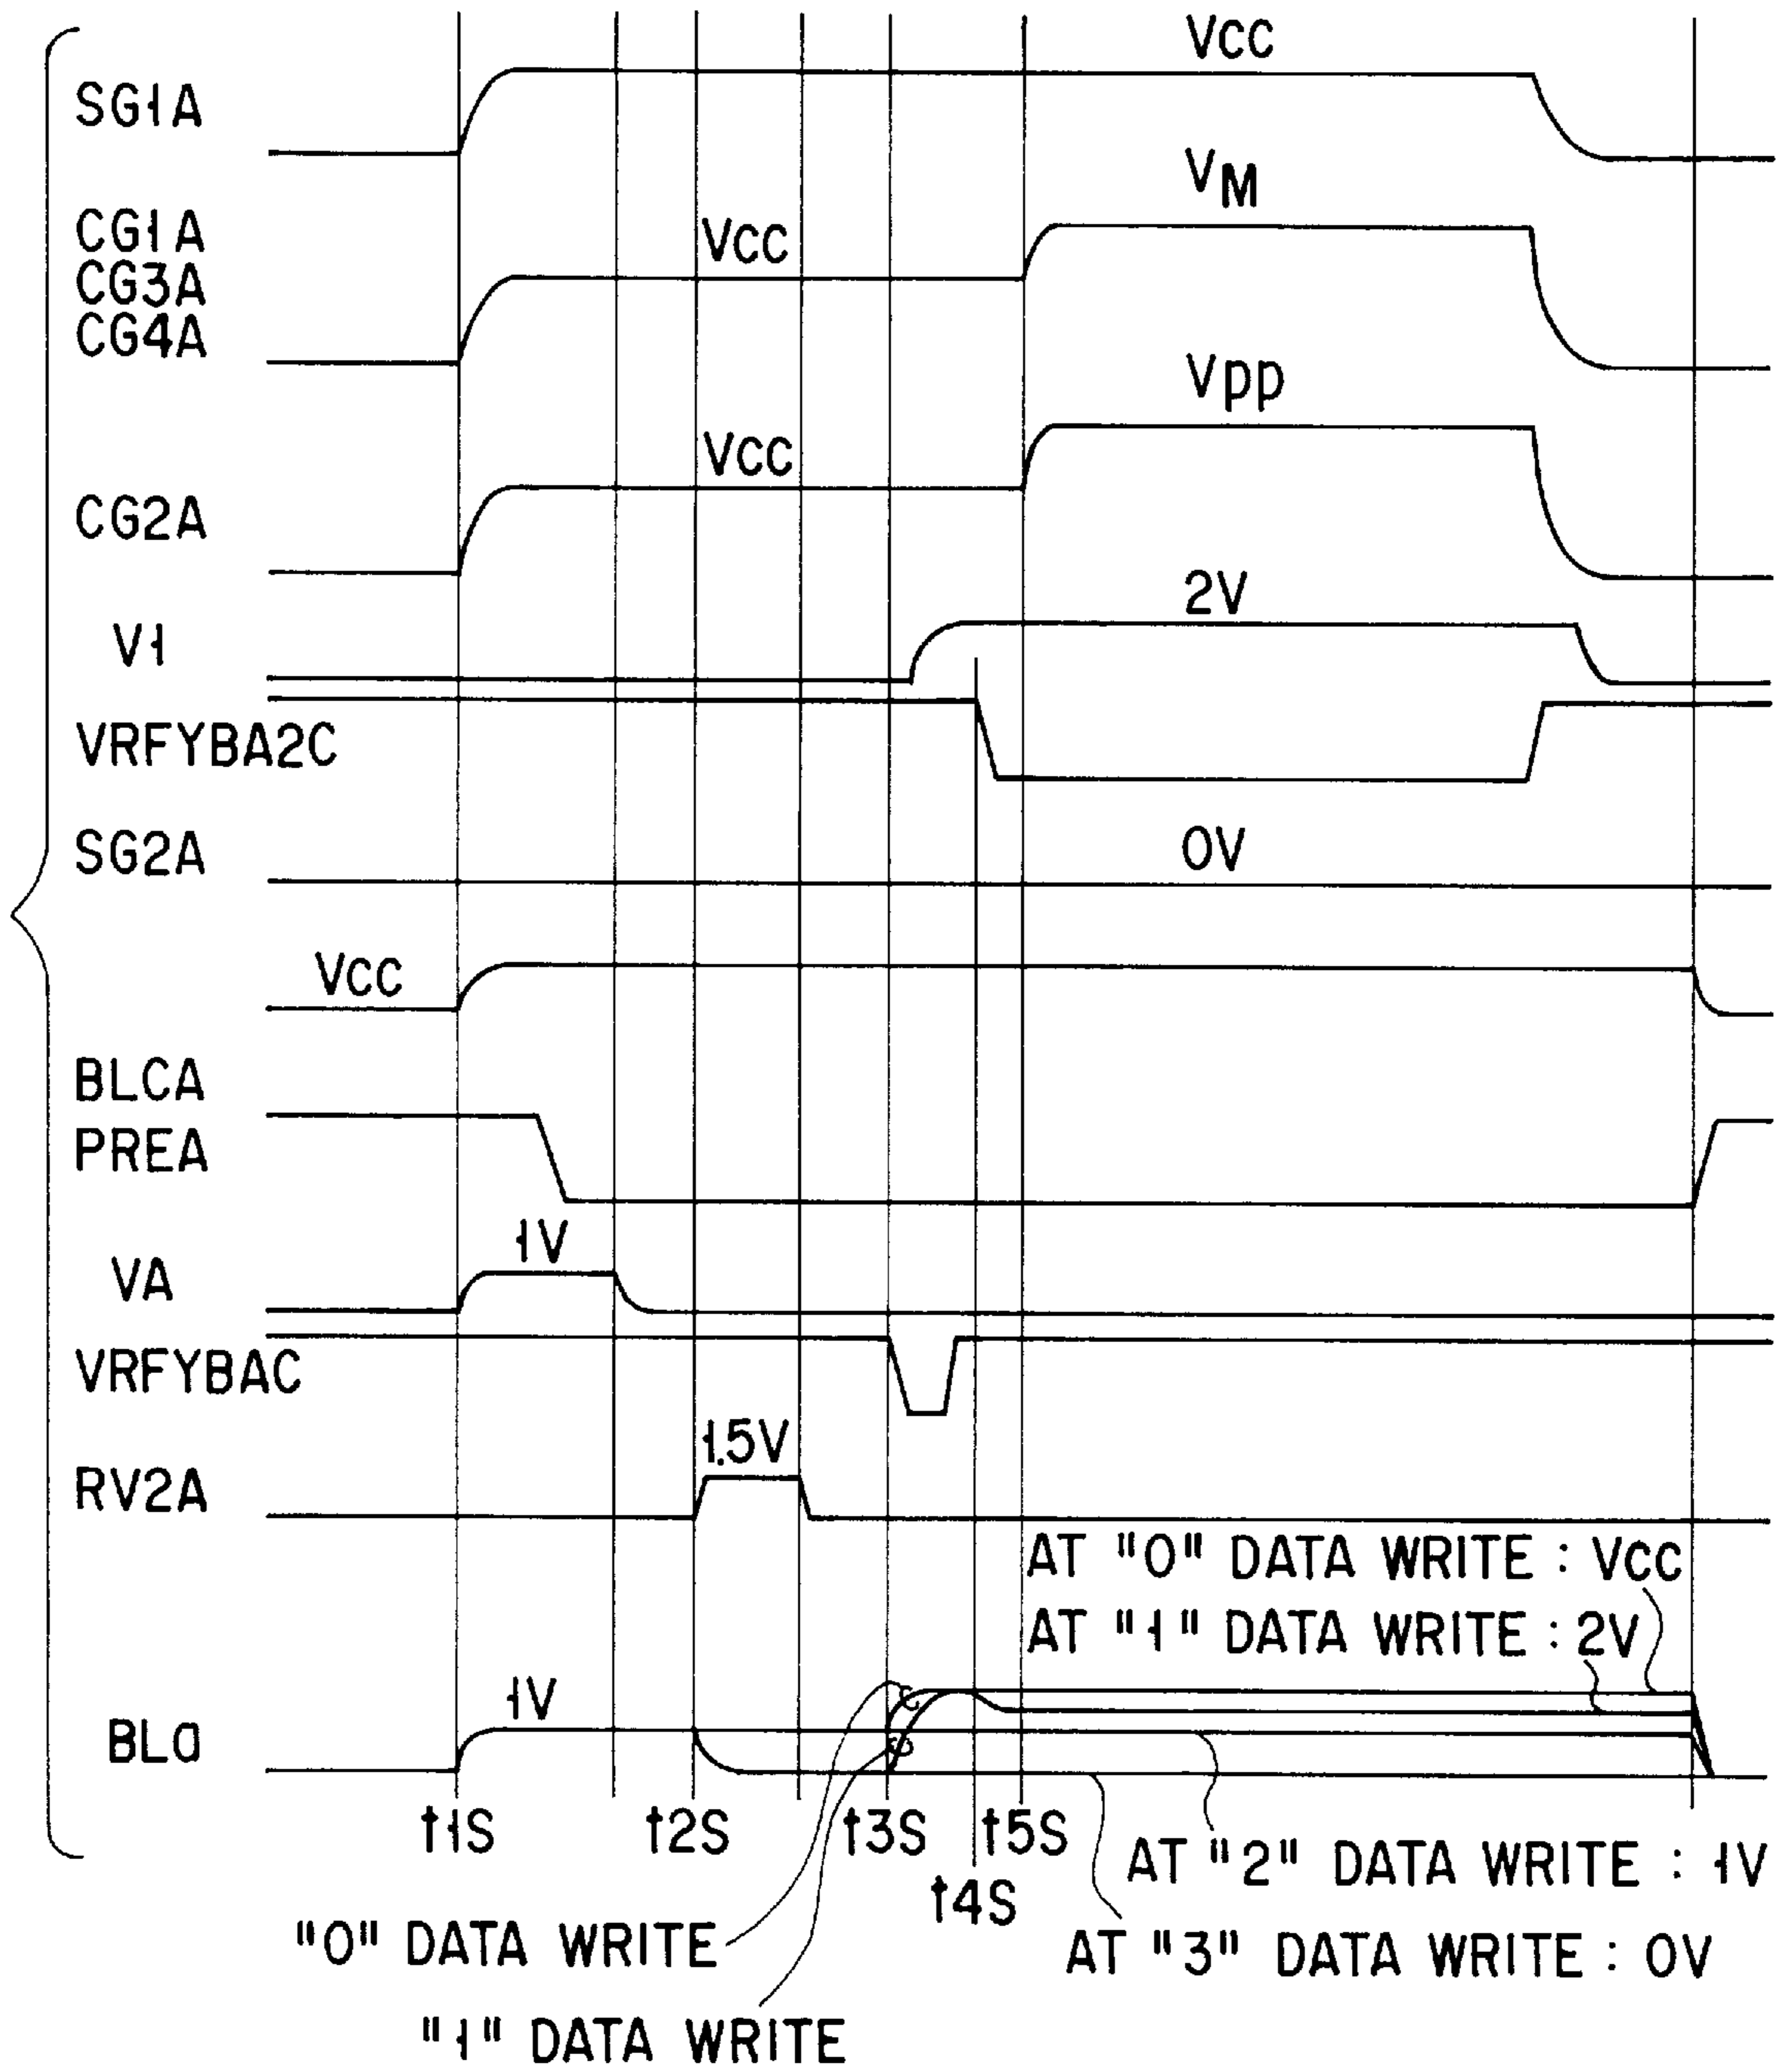 VCC
SG1A
VM
CG1A
VCC
CG3A
CG4A
Vpp
VCC
CG2A
2V
V1
VRFYBA2C
SG2A
0V
VCC
BLCA
PREA
1V
VA
VRFYBAC
1.5V
RV2A
AT "0" DATA WRITE : VCC
AT "1" DATA WRITE : 2V
1V
BLa
t1S t2S t3S t5S
AT "2" DATA WRITE : 1V
t4S
"0" DATA WRITE
AT "3" DATA WRITE : 0V
"1" DATA WRITE